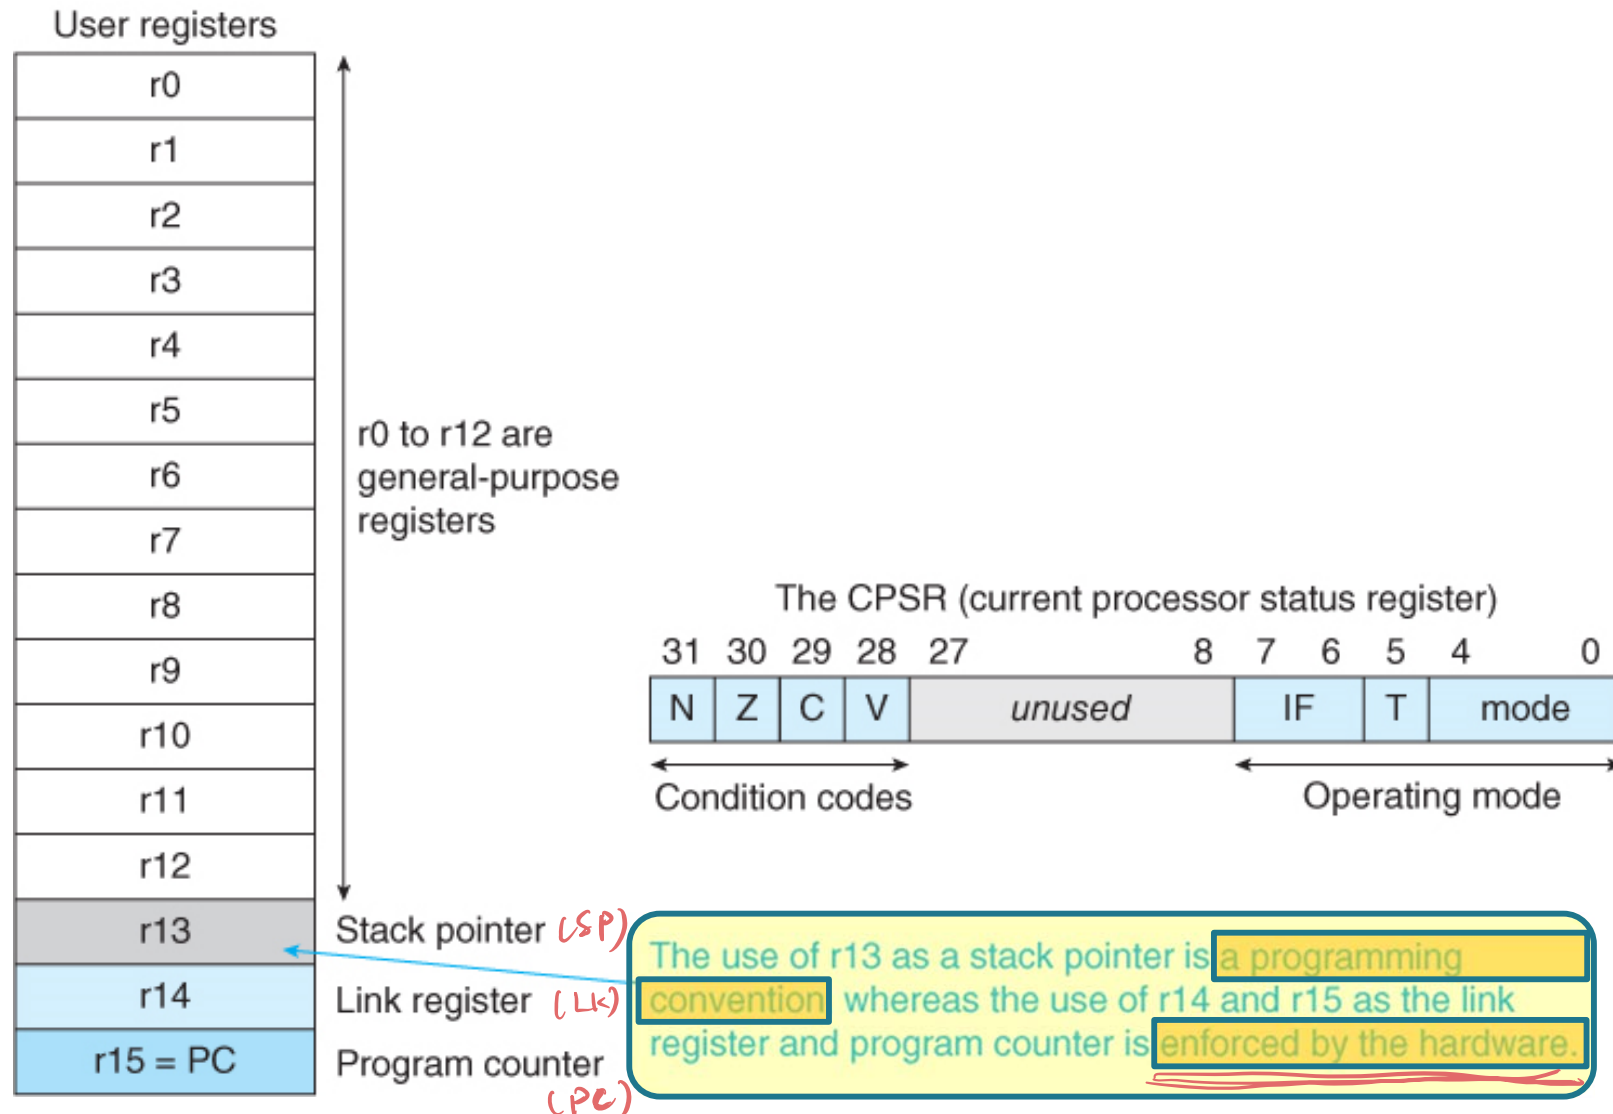 User registers
r0
r1
r2
r3
r4
r5
r6
r7
r8
r9
r10
r11
r12
r13
r14
r15 = PC
r0 to r12 are
general-purpose
registers
Stack pointer (SP)
Link register (LK)
Program counter
(PC)
The CPSR (current processor status register)
31 30 29 28 27 8 7 6 5 4 0
N Z C V unused IF T mode
Condition codes
Operating mode
The use of r13 as a stack pointer is a programming
convention whereas the use of r14 and r15 as the link
register and program counter is enforced by the hardware.